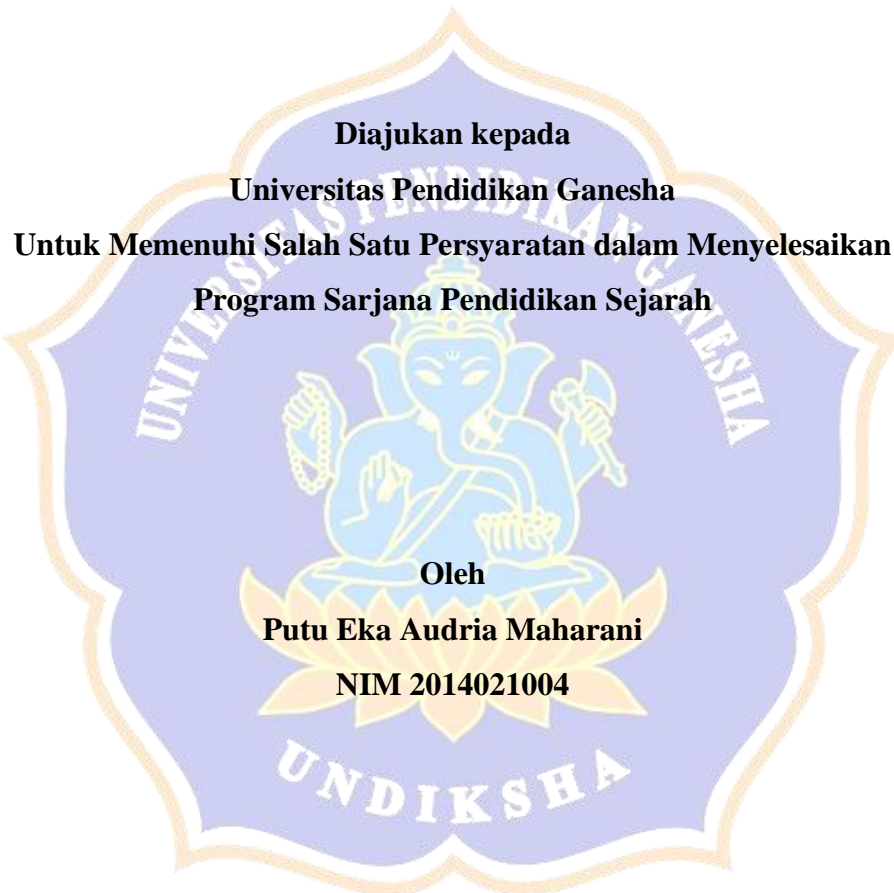 Diajukan kepada
Universitas Pendidikan Ganesha
Untuk Memenuhi Salah Satu Persyaratan dalam Menyelesaikan
Program Sarjana Pendidikan Sejarah
UNIVERSITAS PENDIDIKAN GANESHA
Oleh
Putu Eka Audria Maharani
NIM 2014021004
UNDIKSHA